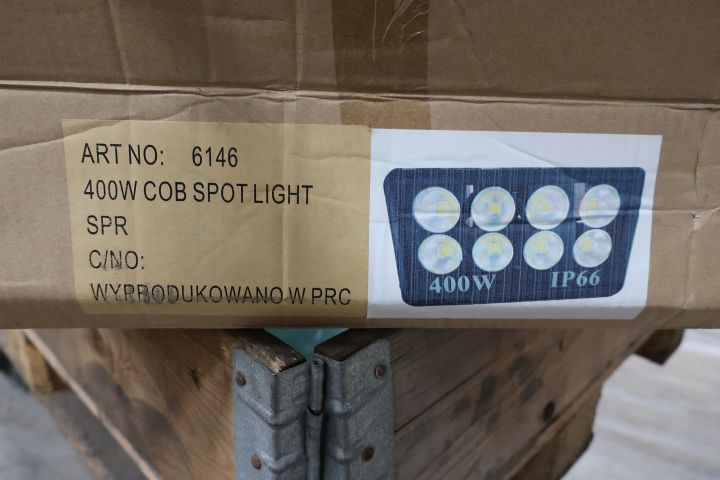 ART NO: 6146
400W COB SPOT LIGHT
SPR
C/NO:
WYPRODUKOWANO W PRC
400W IP66